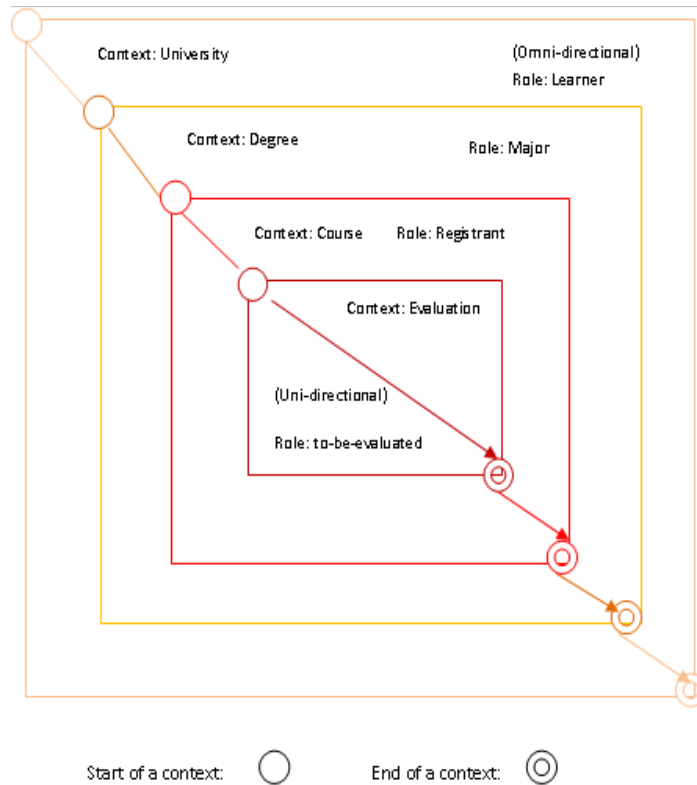 Context: University
(Omni-directional)
Role: Learner
Context: Degree
Role: Major
Context: Course
Role: Registrant
Context: Evaluation
(Uni-directional)
Role: to-be-evaluated
Start of a context:
End of a context: